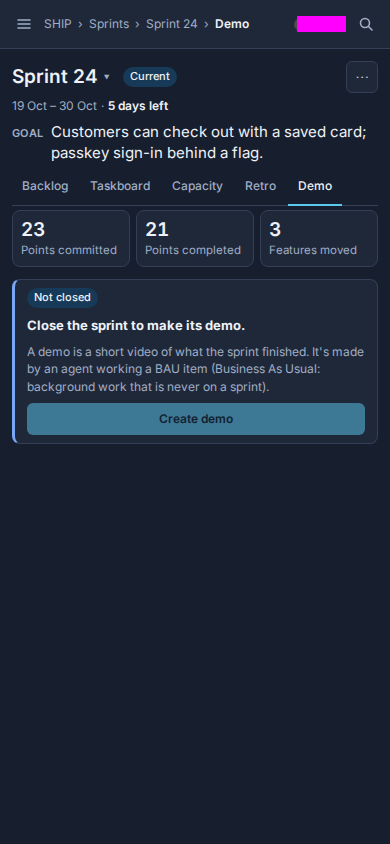 SHIP › Sprints › Sprint 24 › Demo
Sprint 24 ▾ Current ...
19 Oct – 30 Oct · 5 days left
GOAL Customers can check out with a saved card;
passkey sign-in behind a flag.
Backlog Taskboard Capacity Retro Demo
23 21 3
Points committed Points completed Features moved
Not closed
Close the sprint to make its demo.
A demo is a short video of what the sprint finished. It's made
by an agent working a BAU item (Business As Usual:
background work that is never on a sprint).
Create demo